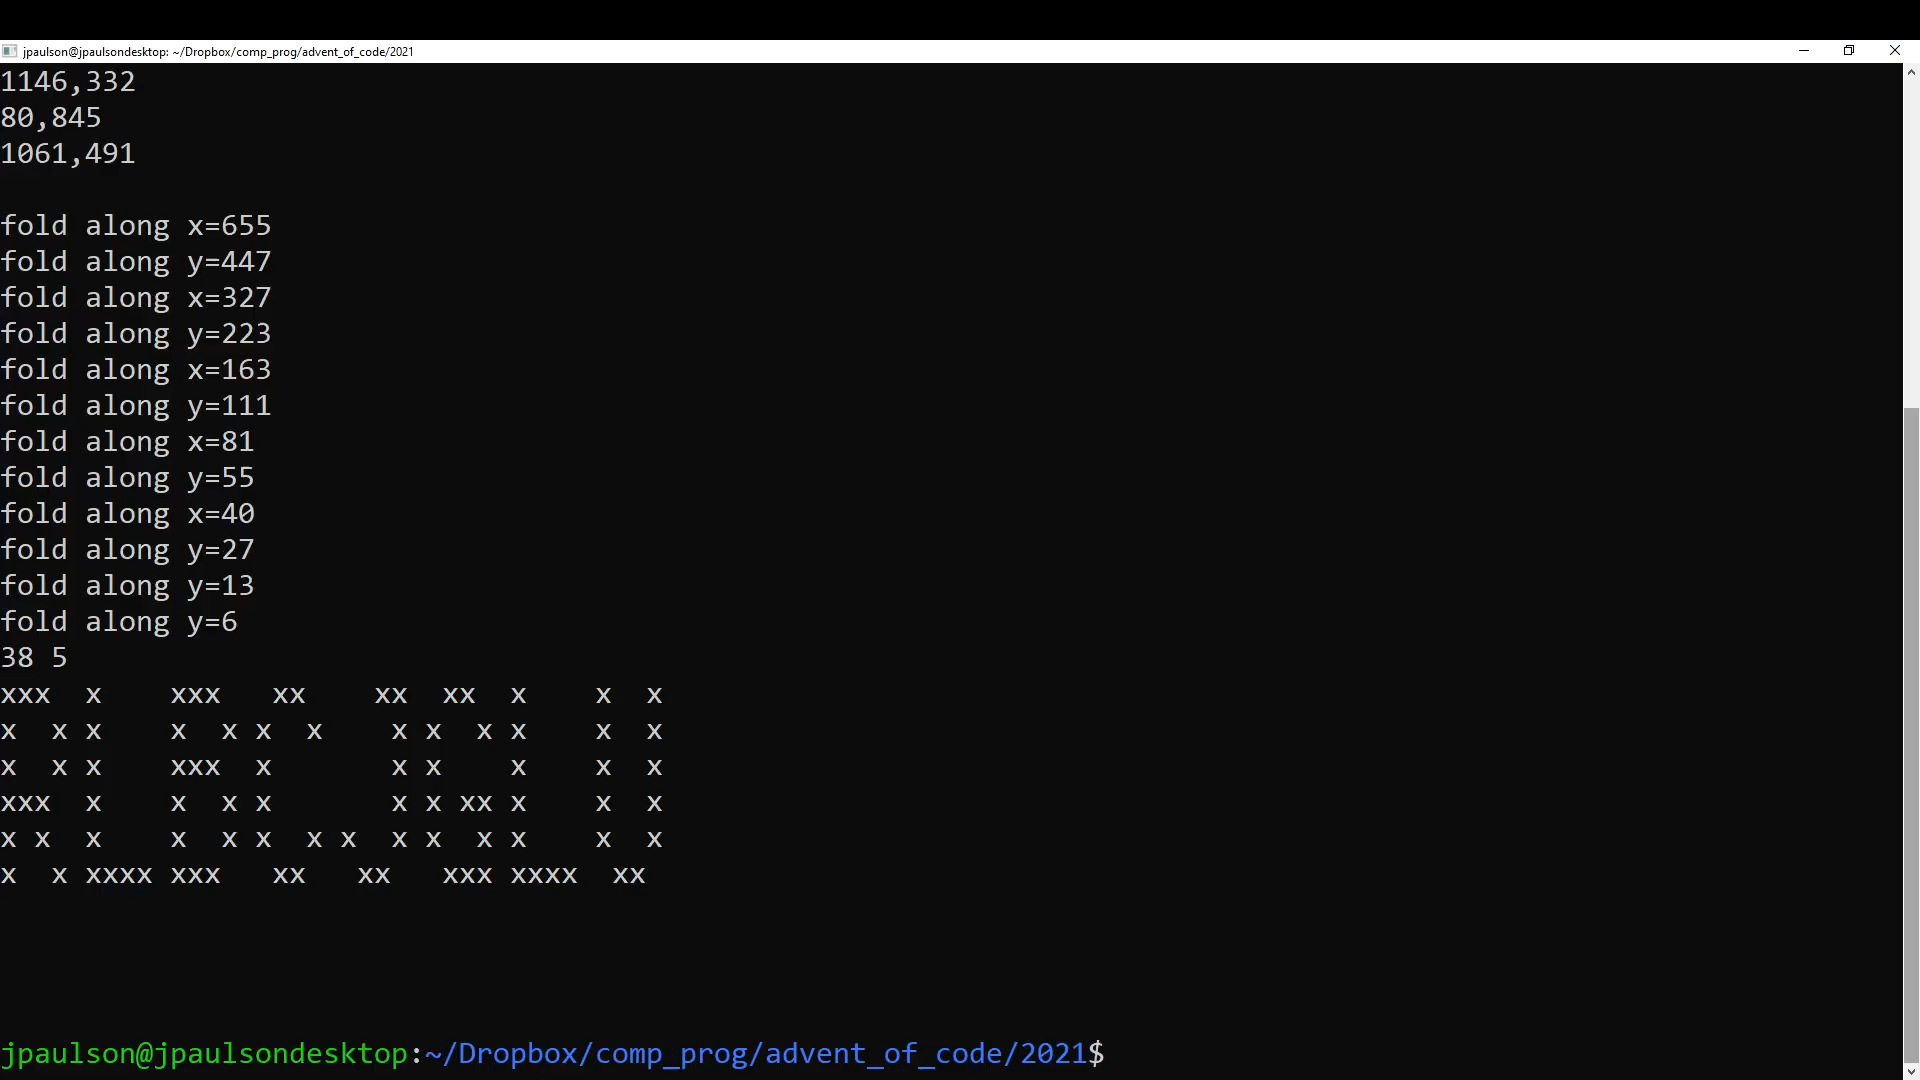 jpaulson@jpaulsondesktop: ~/Dropbox/comp_prog/advent_of_code/2021
1146,332
80,845
1061,491
fold along x=655
fold along y=447
fold along x=327
fold along y=223
fold along x=163
fold along y=111
fold along x=81
fold along y=55
fold along x=40
fold along y=27
fold along y=13
fold along y=6
38 5
xxx  x    xxx   xx    xx  xx  x    x  x
x  x x    x  x x  x    x x  x x    x  x
x  x x    xxx  x       x x    x    x  x
xxx  x    x  x x       x x xx x    x  x
x x  x    x  x x  x x  x x  x x    x  x
x  x xxxx xxx   xx   xx   xxx xxxx  xx
jpaulson@jpaulsondesktop:~/Dropbox/comp_prog/advent_of_code/2021$